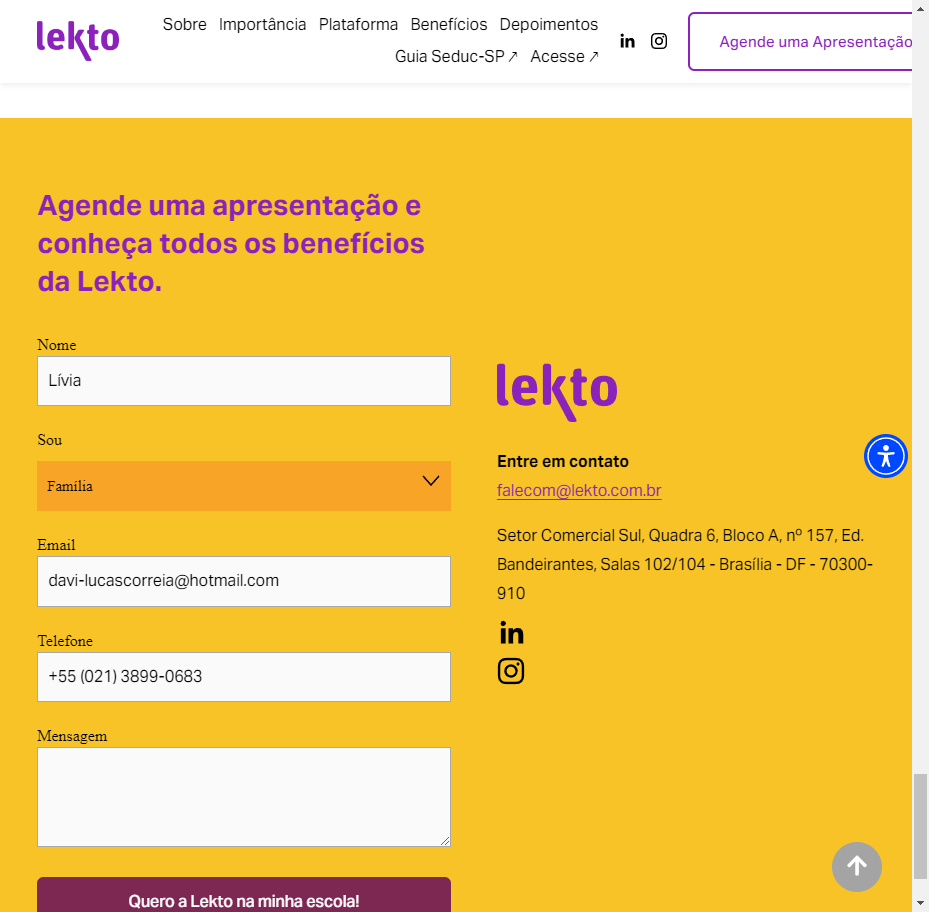 lekto
Sobre Importância Plataforma Benefícios Depoimentos
Guia Seduc-SP ↗ Acesse ↗
Agende uma Apresentação
Agende uma apresentação e
conheça todos os benefícios
da Lekto.
Nome
Lívia
Sou
Família
Email
davi-lucascorreia@hotmail.com
Telefone
+55 (021) 3899-0683
Mensagem
Quero a Lekto na minha escola!
lekto
Entre em contato
falecom@lekto.com.br
Setor Comercial Sul, Quadra 6, Bloco A, nº 157, Ed.
Bandeirantes, Salas 102/104 - Brasília - DF - 70300-
910